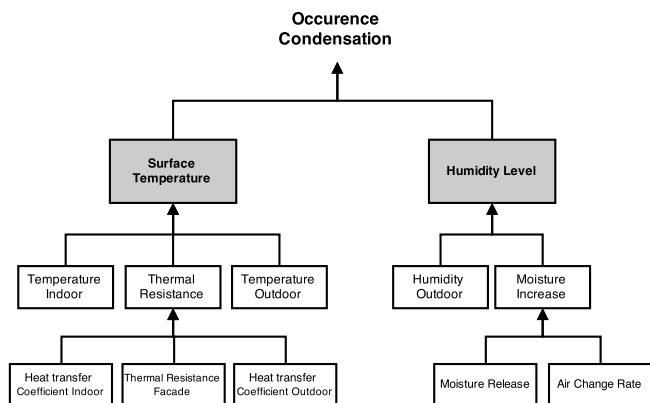 Occurence
Condensation
Surface
Temperature
Humidity Level
Temperature
Indoor
Thermal
Resistance
Temperature
Outdoor
Humidity
Outdoor
Moisture
Increase
Heat transfer
Coefficient Indoor
Thermal Resistance
Facade
Heat transfer
Coefficient Outdoor
Moisture Release
Air Change Rate